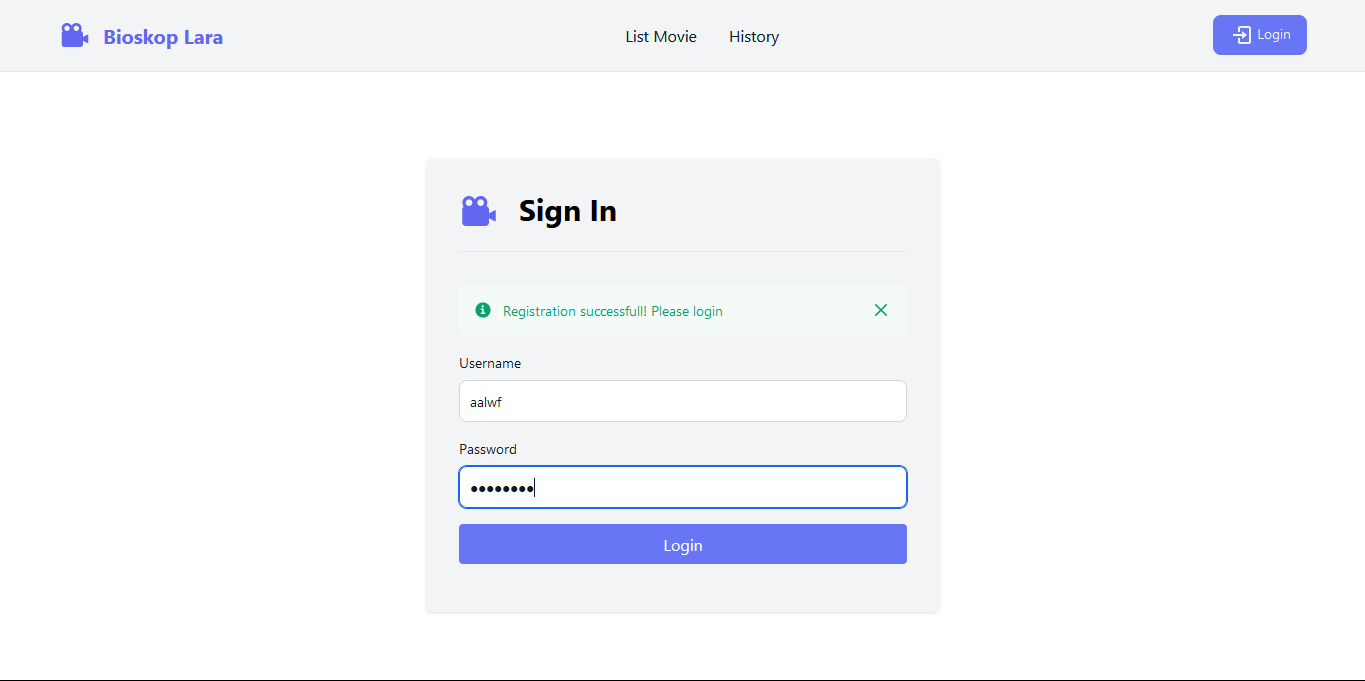 Bioskop Lara
List Movie
History
Login
Sign In
Registration successfull! Please login
Username
aalwf
Password
••••••••
Login